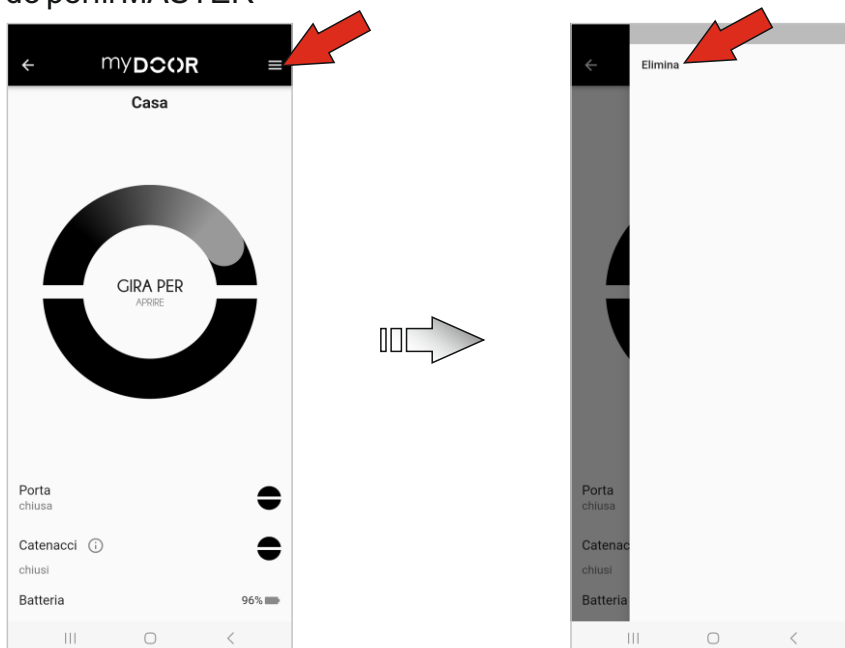 myDOOR
Casa
GIRA PER
APRIRE
Porta
chiusa
Catenacci
chiusi
Batteria
96%
Elimina
Porta
chiusa
Catenac
chiusi
Batteria